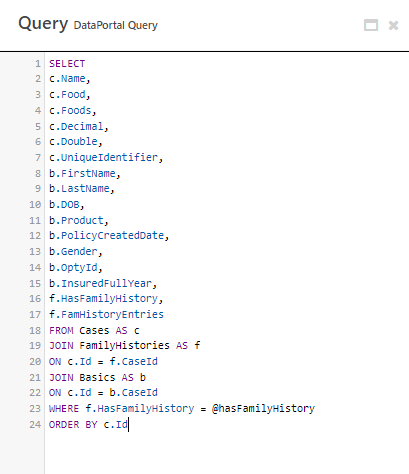 Query DataPortal Query
1 SELECT
2 c.Name,
3 c.Food,
4 c.Foods,
5 c.Decimal,
6 c.Double,
7 c.UniqueIdentifier,
8 b.FirstName,
9 b.LastName,
10 b.DOB,
11 b.Product,
12 b.PolicyCreatedDate,
13 b.Gender,
14 b.OptyId,
15 b.InsuredFullYear,
16 f.HasFamilyHistory,
17 f.FamHistoryEntries
18 FROM Cases AS c
19 JOIN FamilyHistories AS f
20 ON c.Id = f.CaseId
21 JOIN Basics AS b
22 ON c.Id = b.CaseId
23 WHERE f.HasFamilyHistory = @hasFamilyHistory
24 ORDER BY c.Id